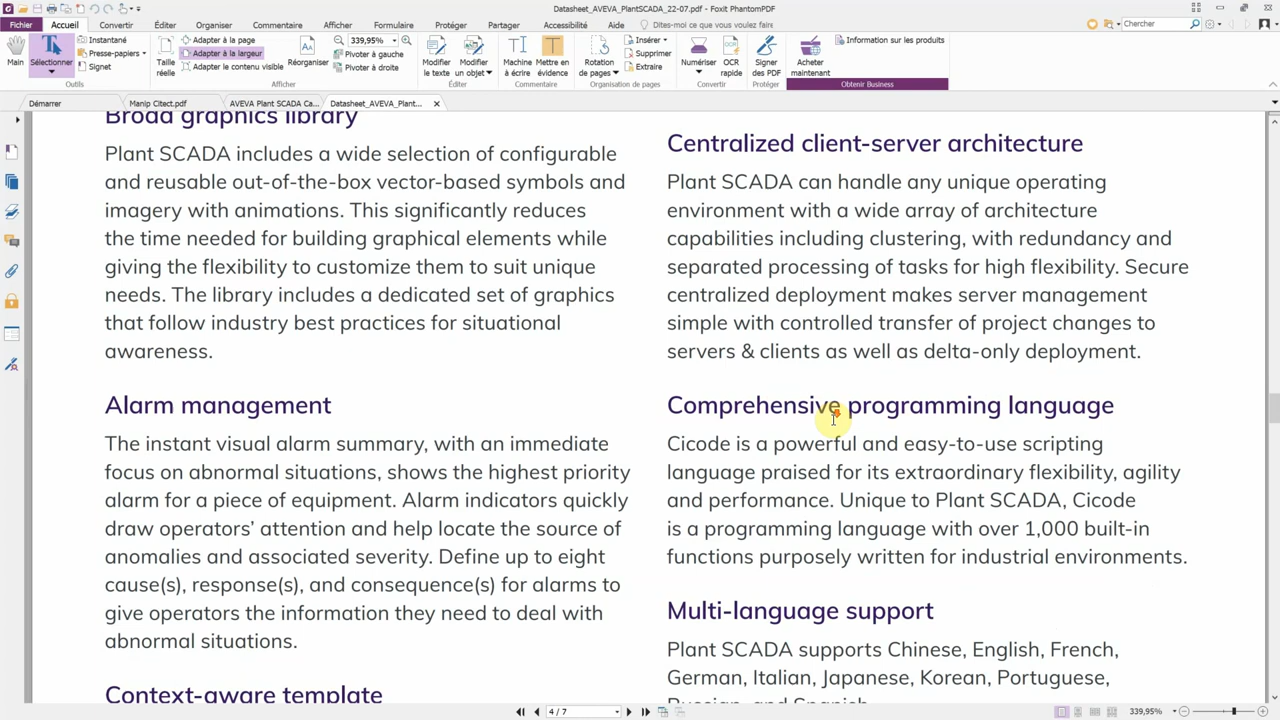 Datasheet_AVEVA_PlantSCADA_22-07.pdf - Foxit PhantomPDF
Fichier Accueil Convertir Éditer Organiser Commentaire Afficher Formulaire Protéger Partager Accessibilité Aide Dites-moi ce que vous voulez faire Chercher
Main
Sélectionner
Instantané
Presse-papiers
Signet
Outils
Taille réelle
Adapter à la page
Adapter à la largeur
Adapter le contenu visible
Réorganiser
339,95%
Pivoter à gauche
Pivoter à droite
Afficher
Modifier le texte
Modifier un objet
Éditer
Machine à écrire
Mettre en évidence
Commentaire
Rotation de pages
Insérer
Supprimer
Extraire
Organisation de pages
Numériser
OCR rapide
Convertir
Signer des PDF
Protéger
Acheter maintenant
Information sur les produits
Obtenir Business
Démarrer Manip Citect.pdf AVEVA Plant SCADA Ca... Datasheet_AVEVA_Plant...
Broad graphics library
Plant SCADA includes a wide selection of configurable
and reusable out-of-the-box vector-based symbols and
imagery with animations. This significantly reduces
the time needed for building graphical elements while
giving the flexibility to customize them to suit unique
needs. The library includes a dedicated set of graphics
that follow industry best practices for situational
awareness.
Alarm management
The instant visual alarm summary, with an immediate
focus on abnormal situations, shows the highest priority
alarm for a piece of equipment. Alarm indicators quickly
draw operators’ attention and help locate the source of
anomalies and associated severity. Define up to eight
cause(s), response(s), and consequence(s) for alarms to
give operators the information they need to deal with
abnormal situations.
Context-aware template
Centralized client-server architecture
Plant SCADA can handle any unique operating
environment with a wide array of architecture
capabilities including clustering, with redundancy and
separated processing of tasks for high flexibility. Secure
centralized deployment makes server management
simple with controlled transfer of project changes to
servers & clients as well as delta-only deployment.
Comprehensive programming language
Cicode is a powerful and easy-to-use scripting
language praised for its extraordinary flexibility, agility
and performance. Unique to Plant SCADA, Cicode
is a programming language with over 1,000 built-in
functions purposely written for industrial environments.
Multi-language support
Plant SCADA supports Chinese, English, French,
German, Italian, Japanese, Korean, Portuguese,
Russian, and Spanish
4 / 7
339,95%